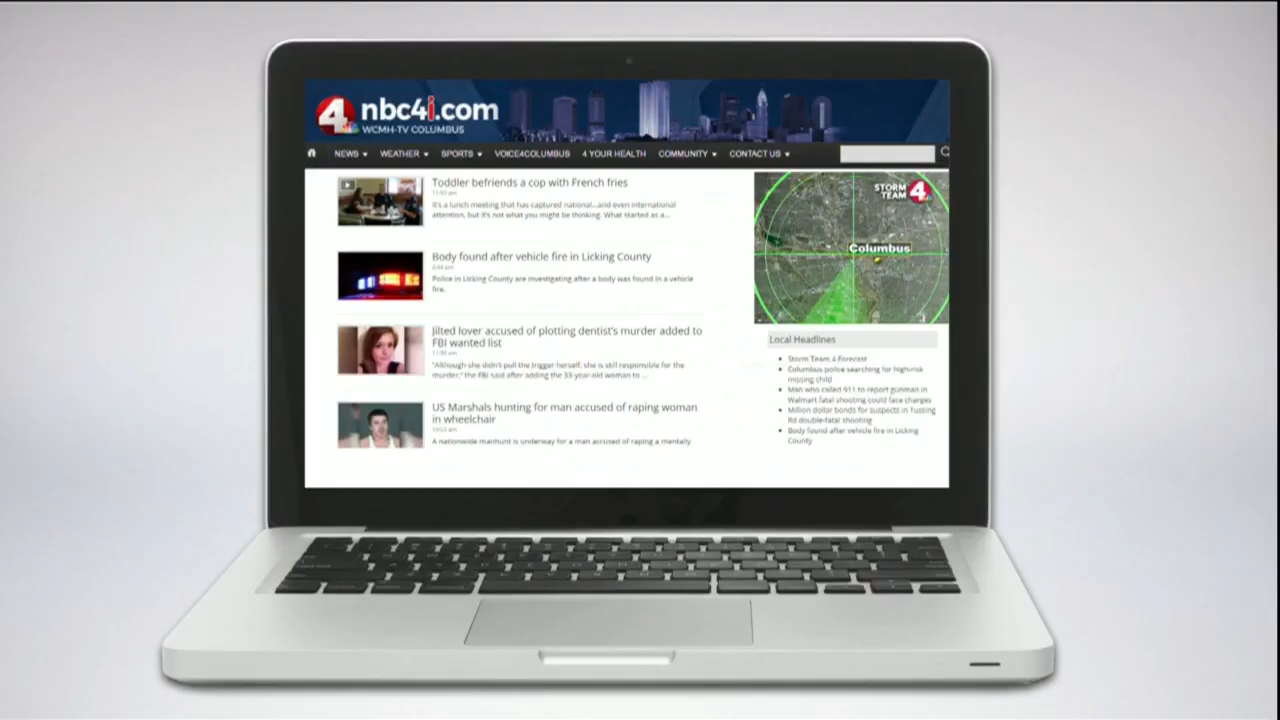 4 nbc4i.com
WCMH-TV COLUMBUS
NEWS WEATHER SPORTS VOICE4COLUMBUS 4 YOUR HEALTH COMMUNITY CONTACT US
Toddler befriends a cop with French fries
11:50 am
It's a lunch meeting that has captured national...and even international
attention, but it's not what you might be thinking. What started as a...
Body found after vehicle fire in Licking County
Police in Licking County are investigating after a body was found in a vehicle
fire.
Jilted lover accused of plotting dentist's murder added to
FBI wanted list
"Although she didn't pull the trigger herself, she is still responsible for the
murder," the FBI said after adding the 33-year-old woman to ...
US Marshals hunting for man accused of raping woman
in wheelchair
A nationwide manhunt is underway for a man accused of raping a mentally
STORM
TEAM 4
Columbus
Local Headlines
Storm Team 4 Forecast
Columbus police searching for high-risk
missing child
Man who called 911 to report gunman in
Walmart fatal shooting could face charges
Million dollar bonds for suspects in Tussing
Rd double-fatal shooting
Body found after vehicle fire in Licking
County